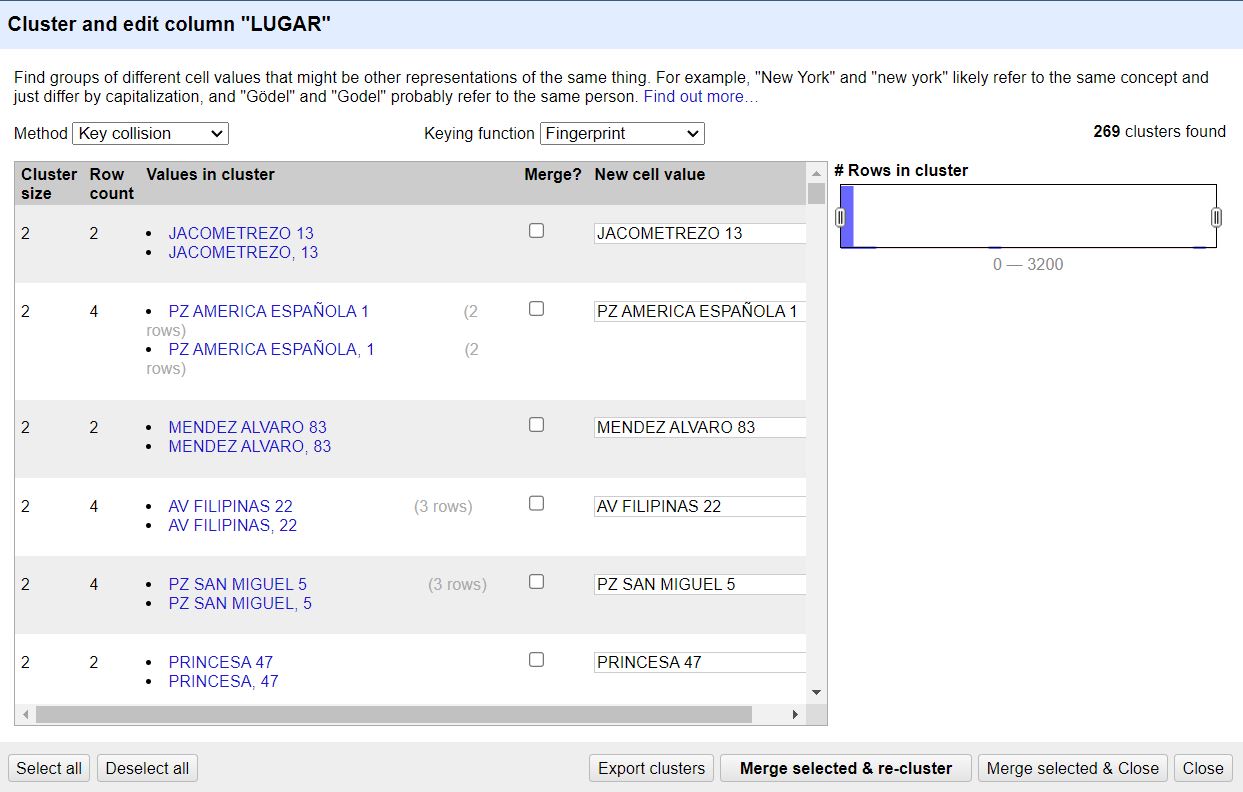 Cluster and edit column "LUGAR"
Find groups of different cell values that might be other representations of the same thing. For example, "New York" and "new york" likely refer to the same concept and
just differ by capitalization, and "Gödel" and "Godel" probably refer to the same person. Find out more…
Method Key collision Keying function Fingerprint 269 clusters found
Cluster size Row count Values in cluster Merge? New cell value
# Rows in cluster
0 — 3200
2 2 • JACOMETREZO 13 JACOMETREZO 13
• JACOMETREZO, 13
2 4 • PZ AMERICA ESPAÑOLA 1 (2 PZ AMERICA ESPAÑOLA 1
rows)
• PZ AMERICA ESPAÑOLA, 1 (2
rows)
2 2 • MENDEZ ALVARO 83 MENDEZ ALVARO 83
• MENDEZ ALVARO, 83
2 4 • AV FILIPINAS 22 (3 rows) AV FILIPINAS 22
• AV FILIPINAS, 22
2 4 • PZ SAN MIGUEL 5 (3 rows) PZ SAN MIGUEL 5
• PZ SAN MIGUEL, 5
2 2 • PRINCESA 47 PRINCESA 47
• PRINCESA, 47
Select all Deselect all Export clusters Merge selected & re-cluster Merge selected & Close Close